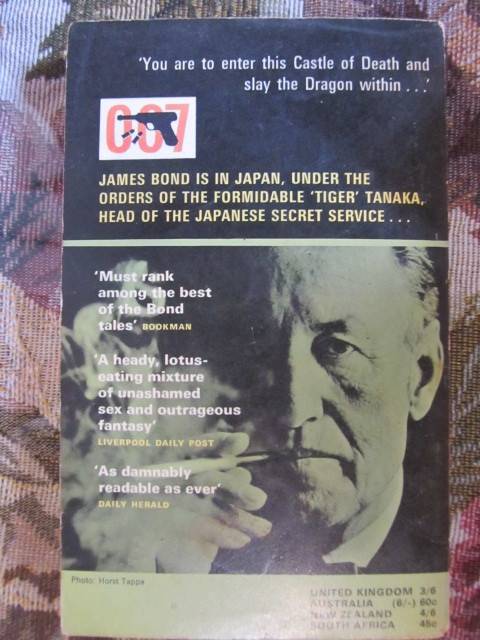 'You are to enter this Castle of Death and
slay the Dragon within . . .'
007
JAMES BOND IS IN JAPAN, UNDER THE
ORDERS OF THE FORMIDABLE 'TIGER' TANAKA,
HEAD OF THE JAPANESE SECRET SERVICE . . .
'Must rank
among the best
of the Bond
tales' BOOKMAN
'A heady, lotus-
eating mixture
of unashamed
sex and outrageous
fantasy'
LIVERPOOL DAILY POST
'As damnably
readable as ever'
DAILY HERALD
Photo: Horst Tappe
UNITED KINGDOM 3/6
AUSTRALIA (6/-) 60c
NEW ZEALAND 4/6
SOUTH AFRICA 45c